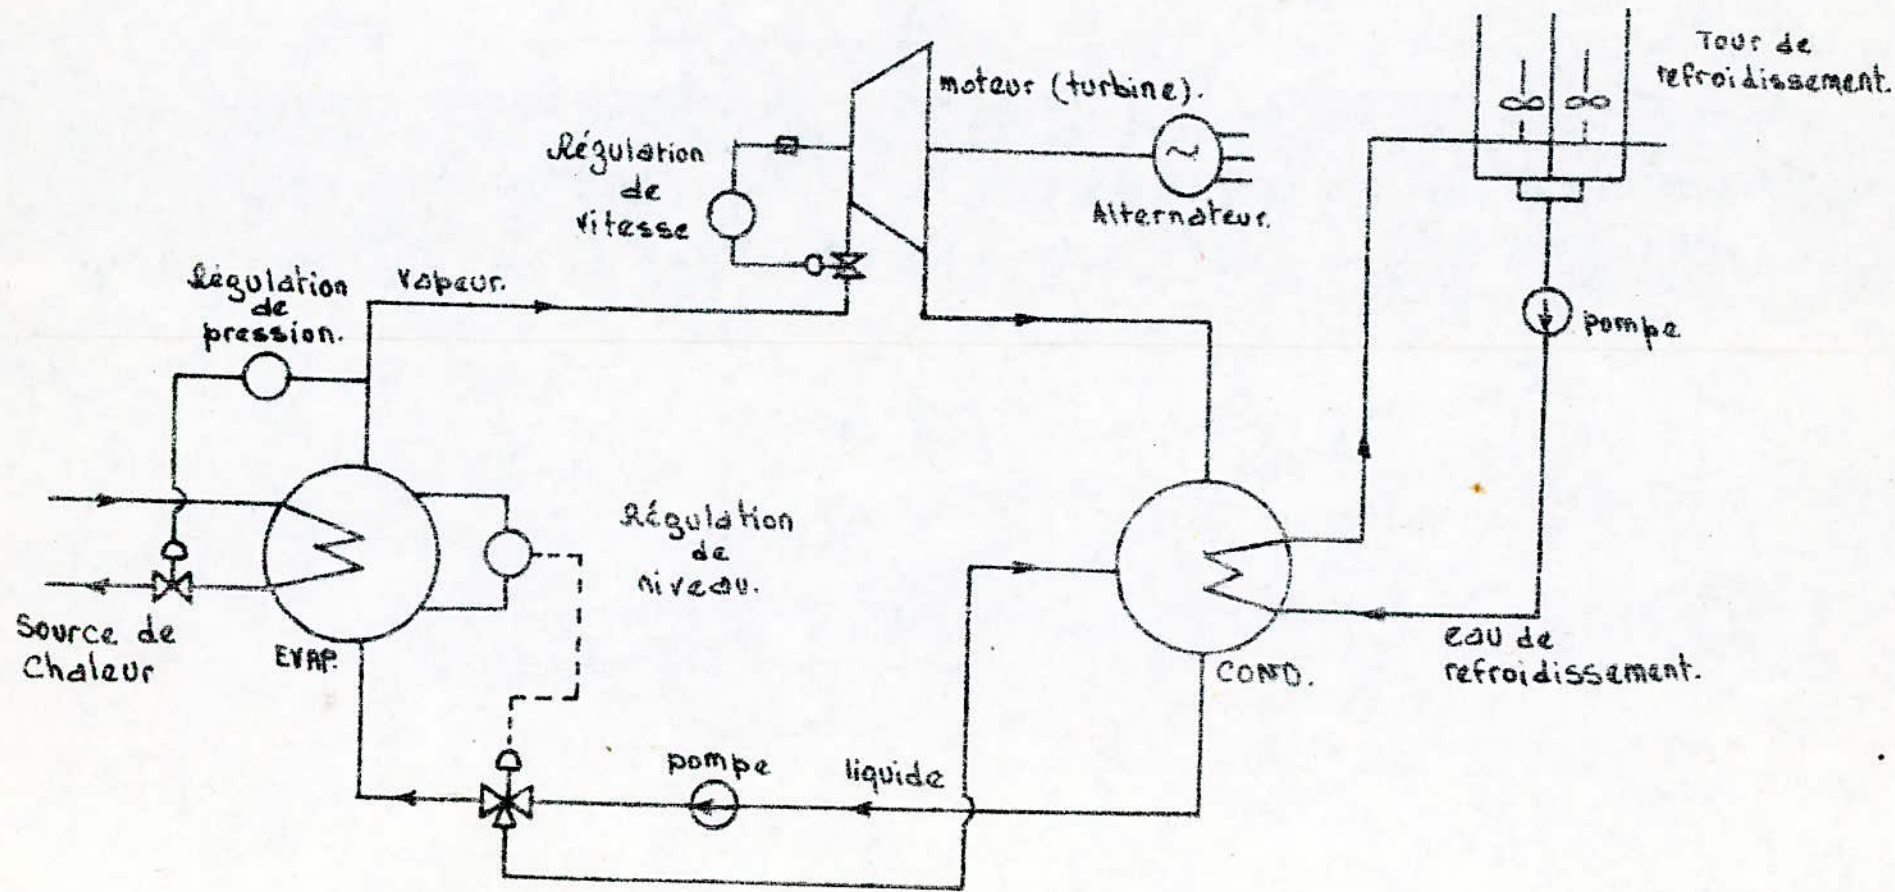 Tour de
refroidissement.
moteur (turbine).
Régulation
de
vitesse
Alternateur.
Régulation
de
pression.
vapeur.
pompe
Régulation
de
niveau.
Source de
Chaleur
EVAP.
COND.
eau de
refroidissement.
pompe
liquide